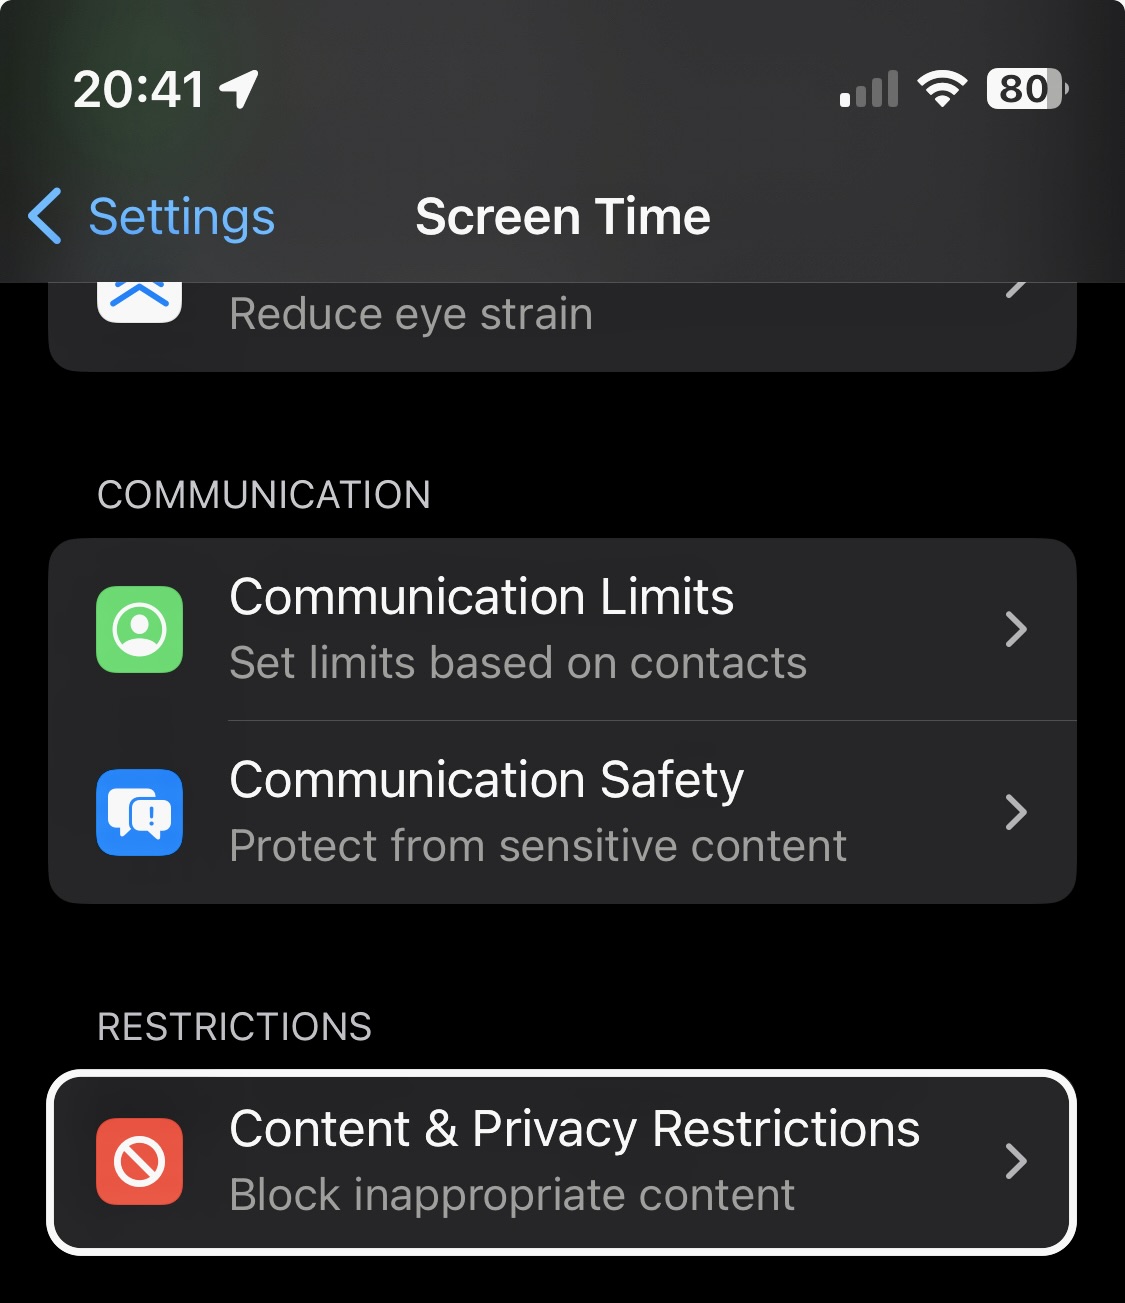 20:41
80
Settings
Screen Time
Reduce eye strain
COMMUNICATION
Communication Limits
Set limits based on contacts
Communication Safety
Protect from sensitive content
RESTRICTIONS
Content & Privacy Restrictions
Block inappropriate content